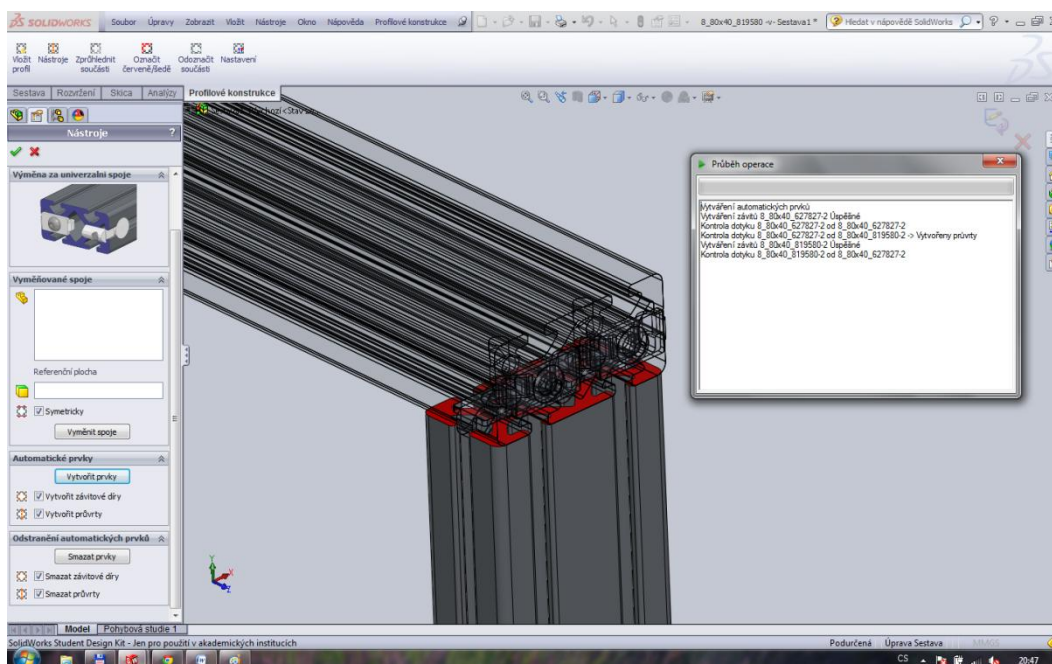 SOLIDWORKS Soubor Úpravy Zobrazit Vložit Nástroje Okno Nápověda Profilové konstrukce 8_80x40_819580 -v- Sestava1 * Hledat v nápovědě SolidWorks
Vložit profil
Nástroje
Zprůhlednit součásti
Označit červeně/šedě
Odoznačit součásti
Nastavení
Sestava Rozvržení Skica Analýzy Profilové konstrukce
Nástroje ?
Výměna za univerzalni spoje
Vyměňované spoje
Referenční plocha
Symetricky
Vyměnit spoje
Automatické prvky
Vytvořit prvky
Vytvořit závitové díry
Vytvořit průvrty
Odstranění automatických prvků
Smazat prvky
Smazat závitové díry
Smazat průvrty
Průběh operace
Vytváření automatických prvků
Vytváření závitů 8_80x40_627827-2 Úspěšné
Kontrola dotyku 8_80x40_627827-2 od 8_80x40_627827-2
Kontrola dotyku 8_80x40_627827-2 od 8_80x40_819580-2 -> Vytvořeny průvrty
Vytváření závitů 8_80x40_819580-2 Úspěšné
Kontrola dotyku 8_80x40_819580-2 od 8_80x40_627827-2
Y
X
Z
Model Pohybová studie 1
SolidWorks Student Design Kit - Jen pro použití v akademických institucích Podurčená Úprava Sestava MMGS
CS 20:47